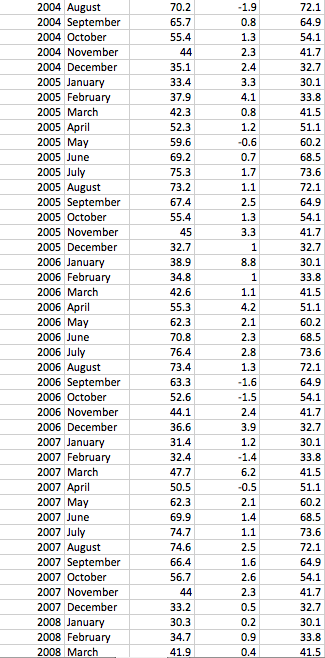 2004 August 70.2 -1.9 72.1
2004 September 65.7 0.8 64.9
2004 October 55.4 1.3 54.1
2004 November 44 2.3 41.7
2004 December 35.1 2.4 32.7
2005 January 33.4 3.3 30.1
2005 February 37.9 4.1 33.8
2005 March 42.3 0.8 41.5
2005 April 52.3 1.2 51.1
2005 May 59.6 -0.6 60.2
2005 June 69.2 0.7 68.5
2005 July 75.3 1.7 73.6
2005 August 73.2 1.1 72.1
2005 September 67.4 2.5 64.9
2005 October 55.4 1.3 54.1
2005 November 45 3.3 41.7
2005 December 32.7 1 32.7
2006 January 38.9 8.8 30.1
2006 February 34.8 1 33.8
2006 March 42.6 1.1 41.5
2006 April 55.3 4.2 51.1
2006 May 62.3 2.1 60.2
2006 June 70.8 2.3 68.5
2006 July 76.4 2.8 73.6
2006 August 73.4 1.3 72.1
2006 September 63.3 -1.6 64.9
2006 October 52.6 -1.5 54.1
2006 November 44.1 2.4 41.7
2006 December 36.6 3.9 32.7
2007 January 31.4 1.2 30.1
2007 February 32.4 -1.4 33.8
2007 March 47.7 6.2 41.5
2007 April 50.5 -0.5 51.1
2007 May 62.3 2.1 60.2
2007 June 69.9 1.4 68.5
2007 July 74.7 1.1 73.6
2007 August 74.6 2.5 72.1
2007 September 66.4 1.6 64.9
2007 October 56.7 2.6 54.1
2007 November 44 2.3 41.7
2007 December 33.2 0.5 32.7
2008 January 30.3 0.2 30.1
2008 February 34.7 0.9 33.8
2008 March 41.9 0.4 41.5